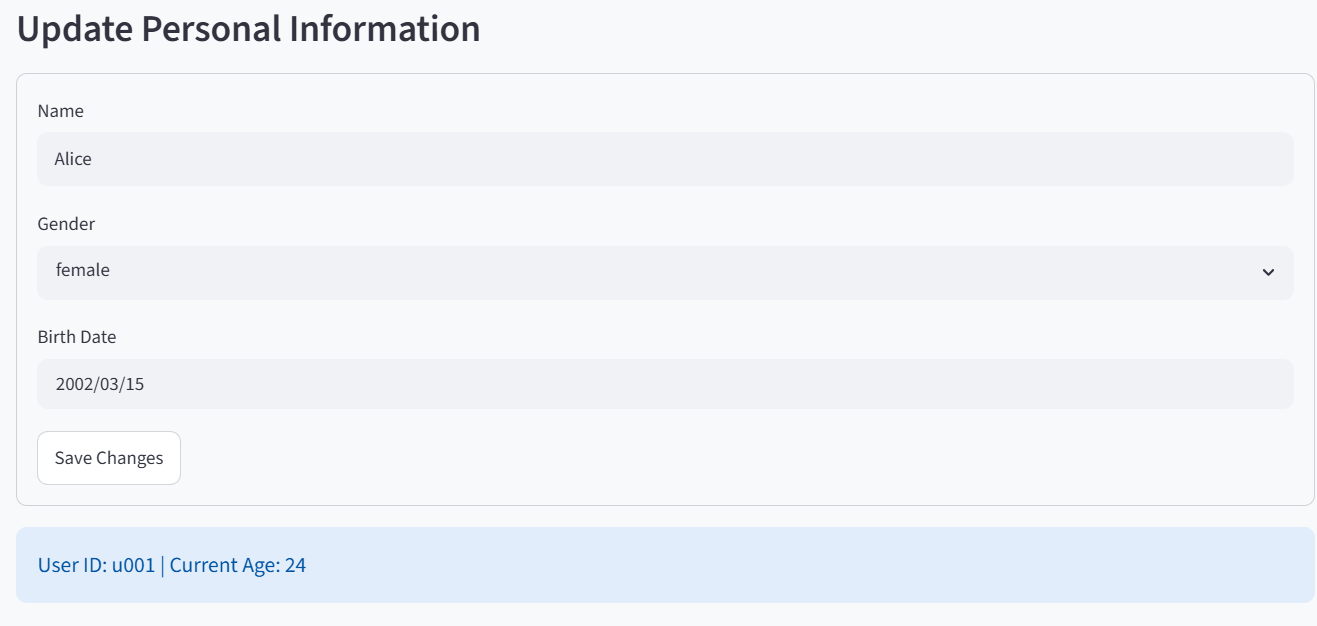 Update Personal Information
Name
Alice
Gender
female
Birth Date
2002/03/15
Save Changes
User ID: u001 | Current Age: 24